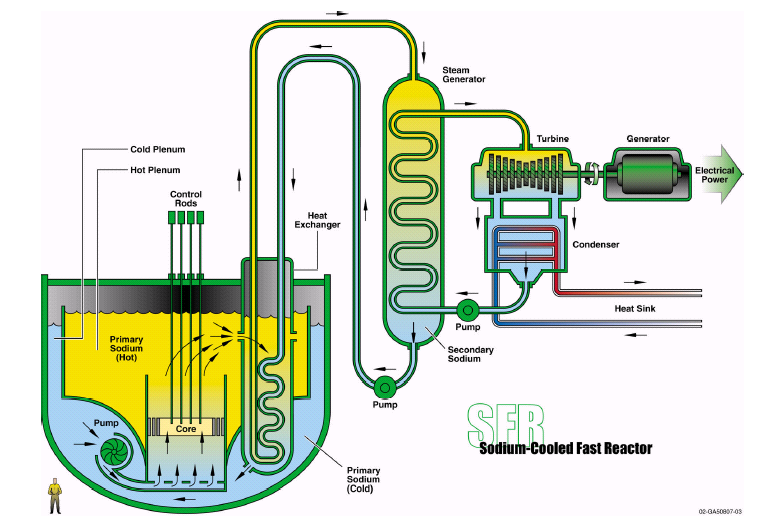 Steam
Generator
Turbine
Generator
Cold Plenum
Hot Plenum
Electrical
Power
Control
Rods
Heat
Exchanger
Condenser
Heat Sink
Pump
Primary
Sodium
(Hot)
Secondary
Sodium
Pump
Pump
Core
SFR
Sodium-Cooled Fast Reactor
Primary
Sodium
(Cold)
02-GA50807-03